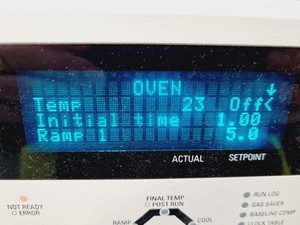 OVEN ↓
Temp 23 Off<
Initial time 1.00
Ramp 1 5.0
ACTUAL SETPOINT
NOT READY
ERROR
FINAL TEMP
POST RUN
RAMP
COOL
RUN LOG
GAS SAVER
BASELINE COMP
CLOCK TABLE